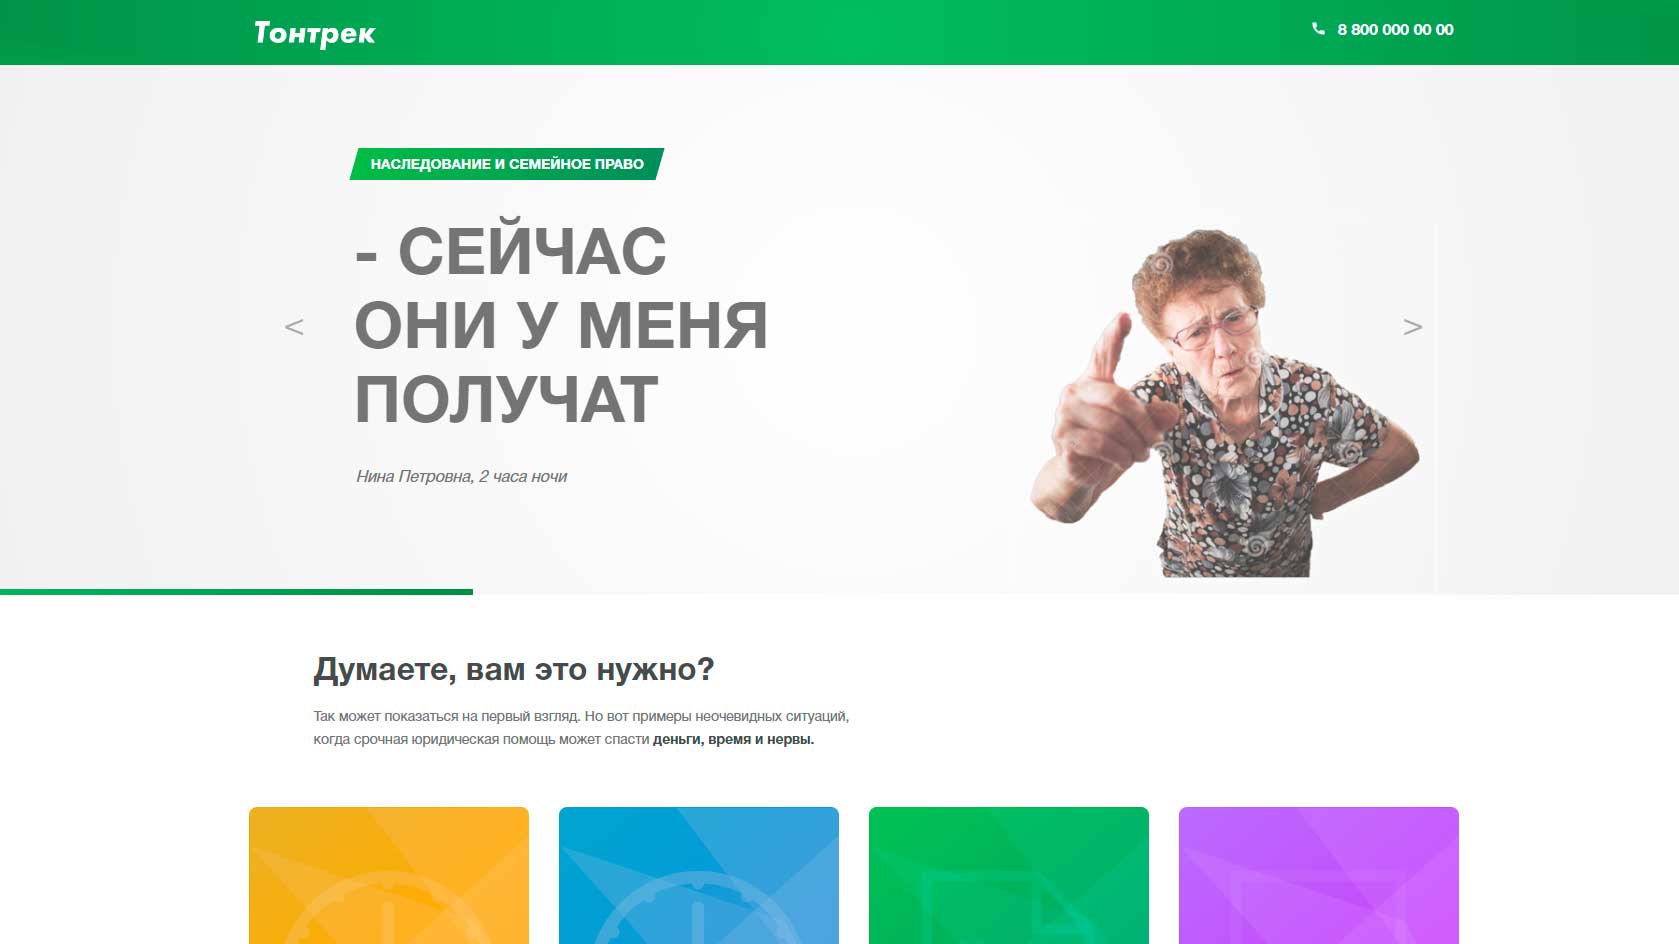 Тонтрек
8 800 000 00 00
НАСЛЕДОВАНИЕ И СЕМЕЙНОЕ ПРАВО
- СЕЙЧАС
ОНИ У МЕНЯ
ПОЛУЧАТ
<
>
Нина Петровна, 2 часа ночи
Думаете, вам это нужно?
Так может показаться на первый взгляд. Но вот примеры неочевидных ситуаций,
когда срочная юридическая помощь может спасти деньги, время и нервы.